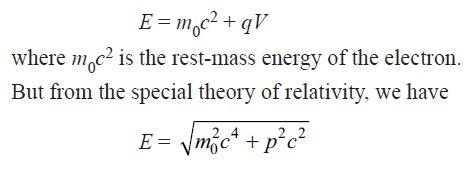 E = m₀c² + qV
where m₀c² is the rest-mass energy of the electron.
But from the special theory of relativity, we have
E = √(m₀²c⁴ + p²c²)